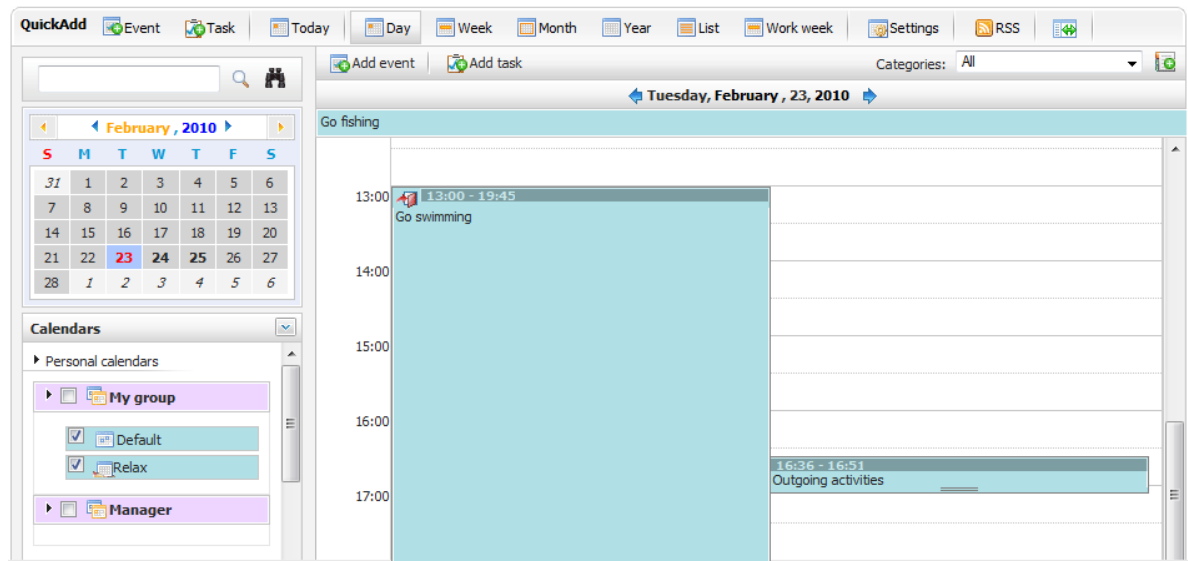 QuickAdd Event Task Today Day Week Month Year List Work week Settings RSS
Add event Add task Categories: All
Tuesday, February , 23, 2010
Go fishing
February , 2010
S M T W T F S
31 1 2 3 4 5 6
7 8 9 10 11 12 13
14 15 16 17 18 19 20
21 22 23 24 25 26 27
28 1 2 3 4 5 6
Calendars
Personal calendars
My group
Default
Relax
Manager
13:00
13:00 - 19:45
Go swimming
14:00
15:00
16:00
16:36 - 16:51
Outgoing activities
17:00